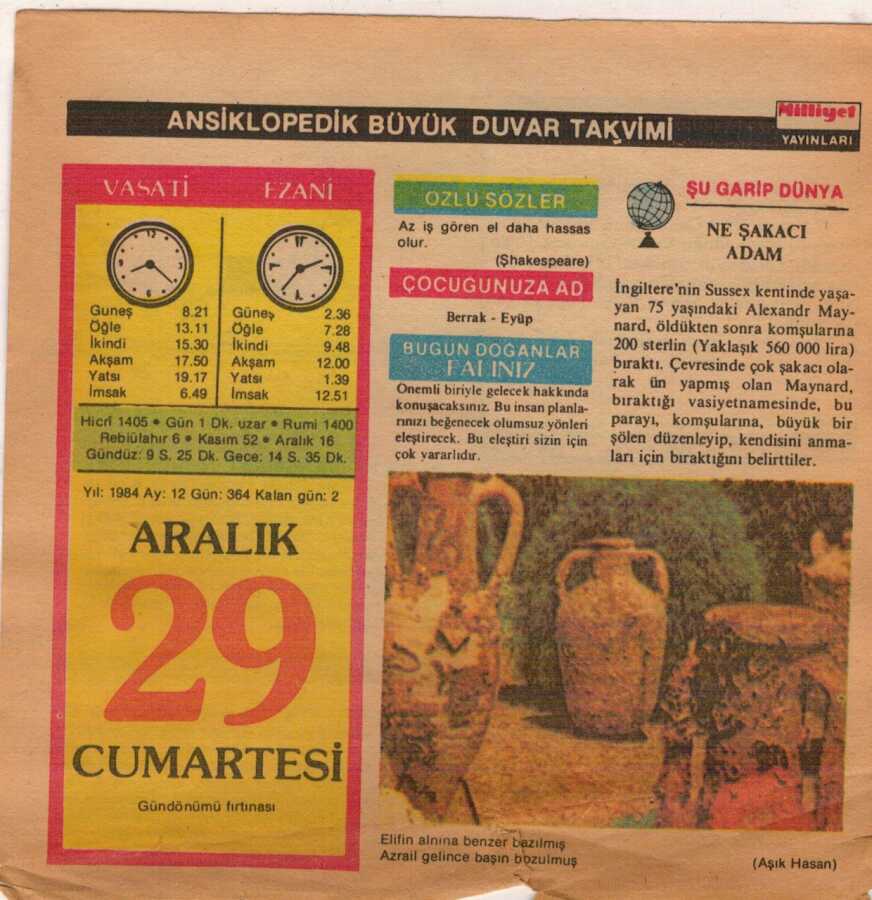 ANSİKLOPEDİK BÜYÜK DUVAR TAKVİMİ
Milliyet
YAYINLARI
VASATİ EZANİ
Guneş 8.21
Öğle 13.11
İkindi 15.30
Akşam 17.50
Yatsı 19.17
İmsak 6.49
Güneş 2.36
Öğle 7.28
İkindi 9.48
Akşam 12.00
Yatsı 1.39
İmsak 12.51
Hicrî 1405 • Gün 1 Dk. uzar • Rumi 1400
Rebiülahır 6 • Kasım 52 • Aralık 16
Gündüz: 9 S. 25 Dk. Gece: 14 S. 35 Dk.
Yıl: 1984 Ay: 12 Gün: 364 Kalan gün: 2
ARALIK
29
CUMARTESİ
Gündönümü fırtınası
OZLU SÖZLER
Az iş gören el daha hassas
olur.
(Şhakespeare)
ÇOCUGUNUZA AD
Berrak - Eyüp
BUGUN DOGANLAR
FALINIZ
Onemli biriyle gelecek hakkında
konuşacaksınız. Bu insan planla-
rınızı beğenecek olumsuz yönleri
eleştirecek. Bu eleştiri sizin için
çok yararlıdır.
ŞU GARİP DÜNYA
NE ŞAKACI
ADAM
İngiltere'nin Sussex kentinde yaşa-
yan 75 yaşındaki Alexandr May-
nard, öldükten sonra komşularına
200 sterlin (Yaklaşık 560 000 lira)
bıraktı. Çevresinde çok şakacı ola-
rak ün yapmış olan Maynard,
bıraktığı vasiyetnamesinde, bu
parayı, komşularına, büyük bir
şölen düzenleyip, kendisini anma-
ları için bıraktığını belirttiler.
Elifin alnına benzer bazılmış
Azrail gelince başın bozulmuş
(Aşık Hasan)